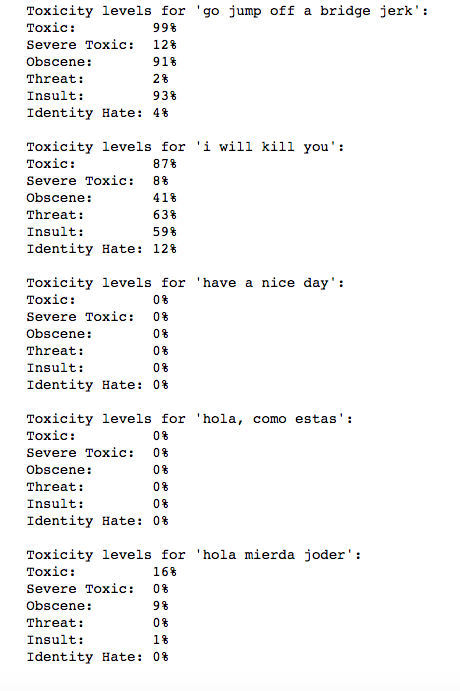 Toxicity levels for 'go jump off a bridge jerk':
Toxic: 99%
Severe Toxic: 12%
Obscene: 91%
Threat: 2%
Insult: 93%
Identity Hate: 4%

Toxicity levels for 'i will kill you':
Toxic: 87%
Severe Toxic: 8%
Obscene: 41%
Threat: 63%
Insult: 59%
Identity Hate: 12%

Toxicity levels for 'have a nice day':
Toxic: 0%
Severe Toxic: 0%
Obscene: 0%
Threat: 0%
Insult: 0%
Identity Hate: 0%

Toxicity levels for 'hola, como estas':
Toxic: 0%
Severe Toxic: 0%
Obscene: 0%
Threat: 0%
Insult: 0%
Identity Hate: 0%

Toxicity levels for 'hola mierda joder':
Toxic: 16%
Severe Toxic: 0%
Obscene: 9%
Threat: 0%
Insult: 1%
Identity Hate: 0%